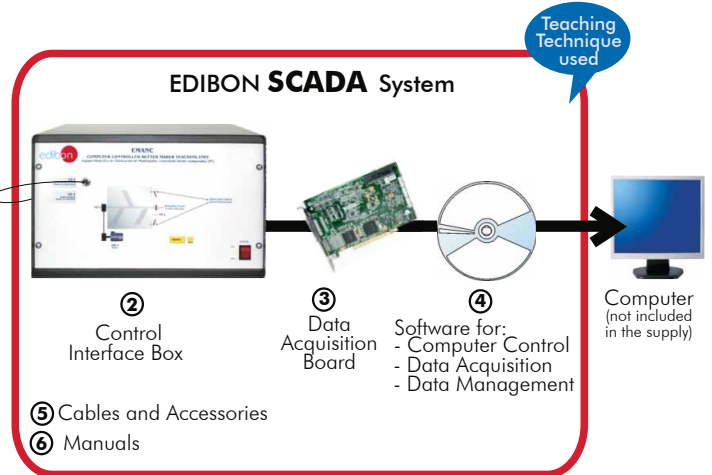 Teaching
Technique
used
EDIBON SCADA System
edibon
EMANC
COMPUTER CONTROLLED BUTTER MAKER TEACHING UNIT
2
Control
Interface Box
3
Data
Acquisition
Board
4
Software for:
- Computer Control
- Data Acquisition
- Data Management
Computer
(not included
in the supply)
5 Cables and Accessories
6 Manuals